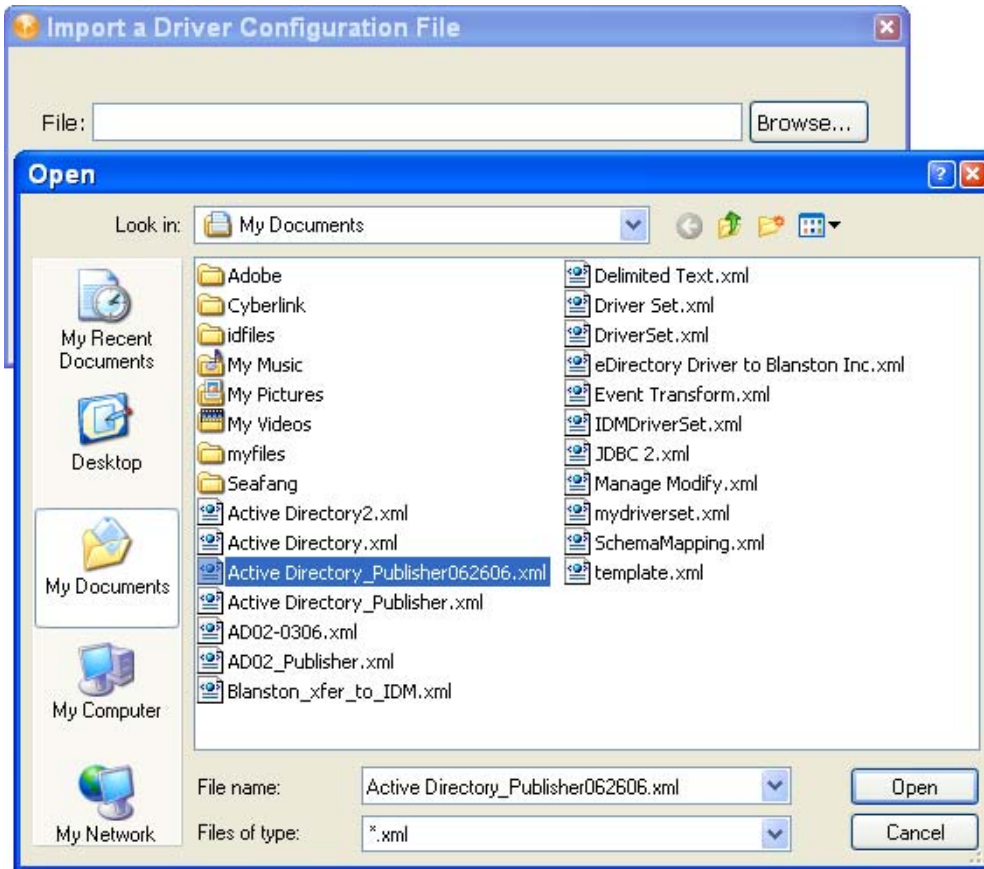 Import a Driver Configuration File
File:
Browse...
Open
Look in:
My Documents
My Recent
Documents
Desktop
My Documents
My Computer
My Network
Adobe
Cyberlink
idfiles
My Music
My Pictures
My Videos
myfiles
Seafang
Active Directory2.xml
Active Directory.xml
Active Directory_Publisher062606.xml
Active Directory_Publisher.xml
AD02-0306.xml
AD02_Publisher.xml
Blanston_xfer_to_IDM.xml
Delimited Text.xml
Driver Set.xml
DriverSet.xml
eDirectory Driver to Blanston Inc.xml
Event Transform.xml
IDMDriverSet.xml
JDBC 2.xml
Manage Modify.xml
mydriverset.xml
SchemaMapping.xml
template.xml
File name:
Active Directory_Publisher062606.xml
Open
Files of type:
*.xml
Cancel